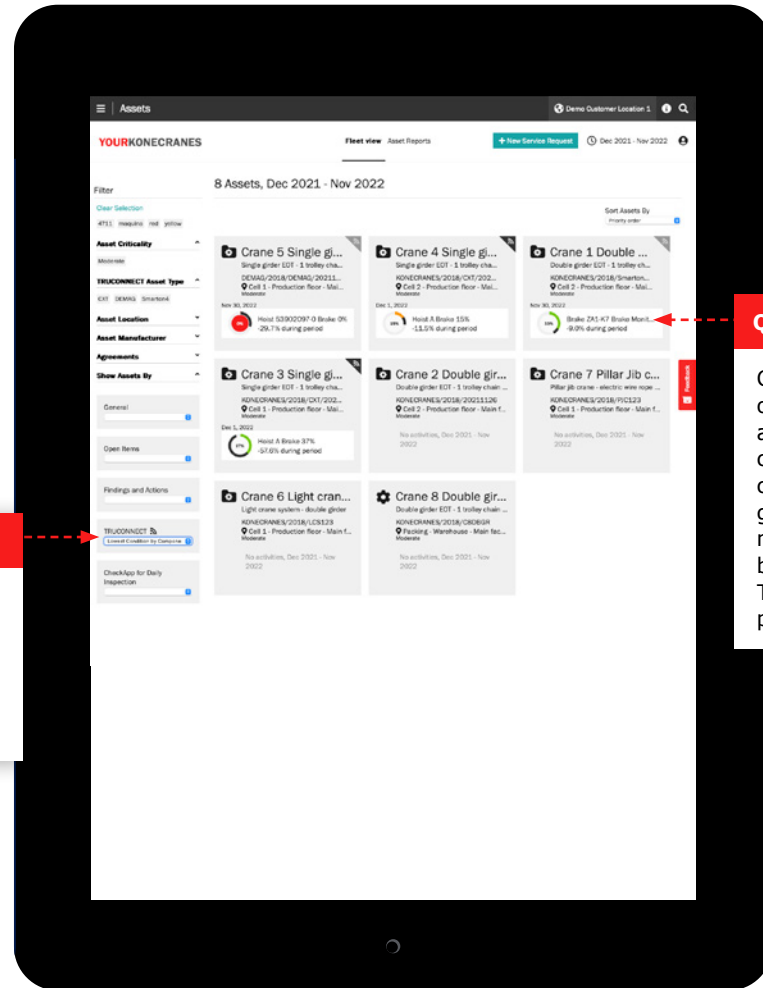 Assets
Demo Customer Location 1
YOURKONECRANES
Fleet view Asset Reports
+ New Service Request
Dec 2021 - Nov 2022
Filter
8 Assets, Dec 2021 - Nov 2022
Clear Selection
4711 maquina red yellow
Sort Assets By
Priority order
Asset Criticality
Moderate
TRUCONNECT Asset Type
CXT DEMAG Smarton4
Asset Location
Asset Manufacturer
Agreements
Show Assets By
General
Open Items
Findings and Actions
TRUCONNECT
Lowest Condition by Compone
CheckApp for Daily
Inspection
Crane 5 Single gi...
Single girder EOT - 1 trolley cha...
DEMAG/2018/DEMAG/20211...
Cell 1 - Production floor - Mai...
Moderate
Nov 30, 2022
0%
Hoist 53902097-0 Brake 0%
-29.7% during period
Crane 4 Single gi...
Single girder EOT - 1 trolley cha...
KONECRANES/2018/CXT/202...
Cell 2 - Production floor - Mai...
Moderate
Dec 1, 2022
15%
Hoist A Brake 15%
-11.5% during period
Crane 1 Double ...
Double girder EOT - 1 trolley ch...
KONECRANES/2018/Smarton...
Cell 2 - Production floor - Mai...
Moderate
Nov 30, 2022
Brake ZA1-K7 Brake Monit...
-9.0% during period
Crane 3 Single gi...
Single girder EOT - 1 trolley cha...
KONECRANES/2018/CXT/202...
Cell 1 - Production floor - Mai...
Moderate
Dec 1, 2022
37%
Hoist A Brake 37%
-57.6% during period
Crane 2 Double gir...
Double girder EOT - 1 trolley chain ...
KONECRANES/2018/20211126
Cell 2 - Production floor - Main f...
Moderate
No activities, Dec 2021 - Nov
2022
Crane 7 Pillar Jib c...
Pillar jib crane - electric wire rope ...
KONECRANES/2018/PJC123
Cell 1 - Production floor - Main f...
Moderate
No activities, Dec 2021 - Nov
2022
Crane 6 Light cran...
Light crane system - double girder
KONECRANES/2018/LCS123
Cell 1 - Production floor - Main f...
Moderate
No activities, Dec 2021 - Nov
2022
Crane 8 Double gir...
Double girder EOT - 1 trolley chain ...
KONECRANES/2018/C8DBGR
Packing - Warehouse - Main fac...
Moderate
No activities, Dec 2021 - Nov
2022
Feedback